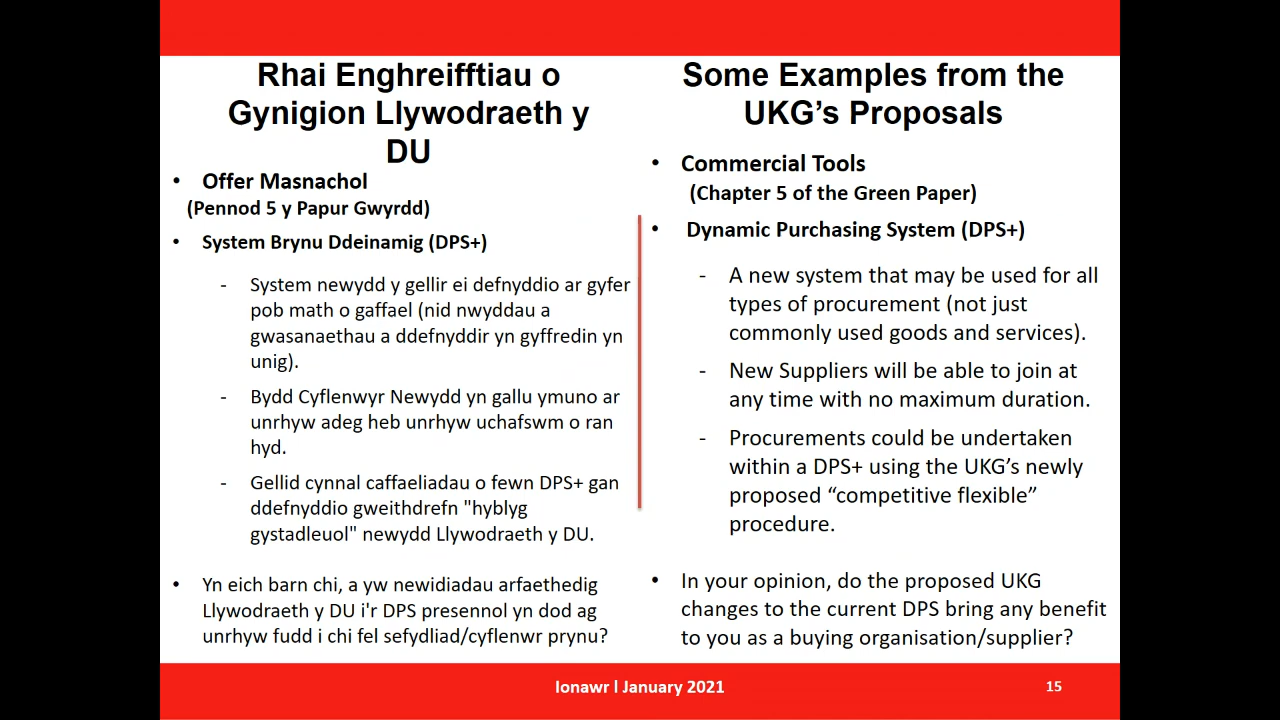 Rhai Enghreifftiau o
Gynigion Llywodraeth y
DU
• Offer Masnachol
(Pennod 5 y Papur Gwyrdd)
• System Brynu Ddeinamig (DPS+)
- System newydd y gellir ei defnyddio ar gyfer
pob math o gaffael (nid nwyddau a
gwasanaethau a ddefnyddir yn gyffredin yn
unig).
- Bydd Cyflenwyr Newydd yn gallu ymuno ar
unrhyw adeg heb unrhyw uchafswm o ran
hyd.
- Gellid cynnal caffaeliadau o fewn DPS+ gan
ddefnyddio gweithdrefn "hyblyg
gystadleuol" newydd Llywodraeth y DU.
• Yn eich barn chi, a yw newidiadau arfaethedig
Llywodraeth y DU i'r DPS presennol yn dod ag
unrhyw fudd i chi fel sefydliad/cyflenwr prynu?
Some Examples from the
UKG’s Proposals
• Commercial Tools
(Chapter 5 of the Green Paper)
• Dynamic Purchasing System (DPS+)
- A new system that may be used for all
types of procurement (not just
commonly used goods and services).
- New Suppliers will be able to join at
any time with no maximum duration.
- Procurements could be undertaken
within a DPS+ using the UKG’s newly
proposed “competitive flexible”
procedure.
• In your opinion, do the proposed UKG
changes to the current DPS bring any benefit
to you as a buying organisation/supplier?
Ionawr l January 2021
15